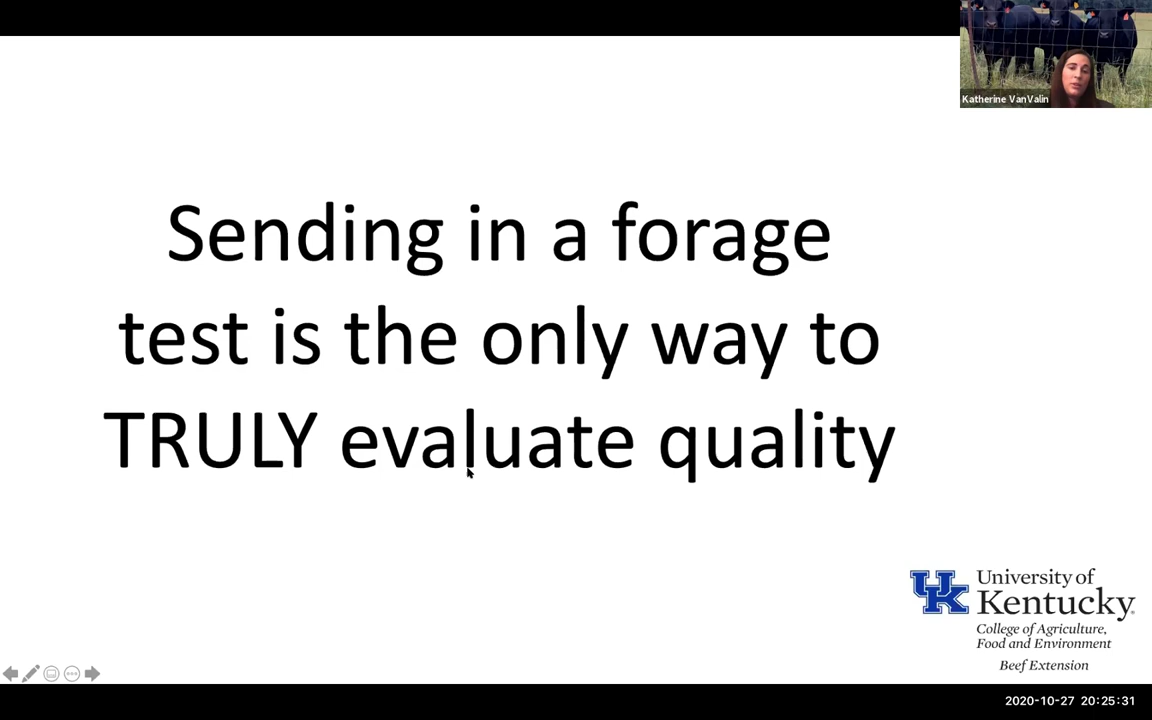 Katherine VanValin
Sending in a forage
test is the only way to
TRULY evaluate quality
UK
University of
Kentucky
College of Agriculture,
Food and Environment
Beef Extension
2020-10-27 20:25:31